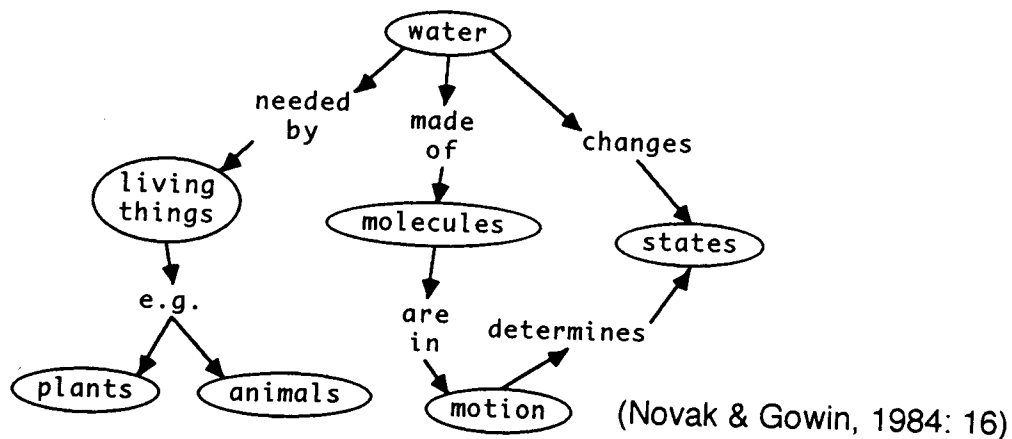 water
needed
by
made
of
changes
living
things
molecules
states
e.g.
are
in
determines
plants
animals
motion
(Novak & Gowin, 1984: 16)